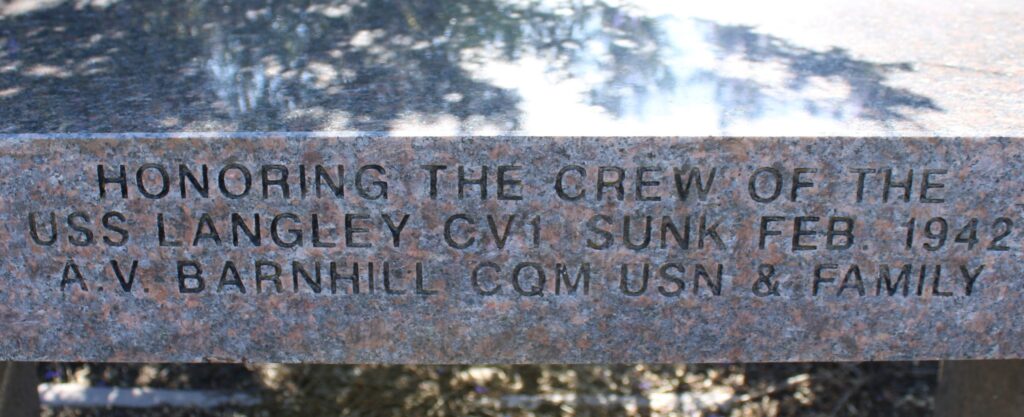 HONORING THE CREW OF THE
USS LANGLEY CV1 SUNK FEB. 1942
A.V. BARNHILL CQM USN & FAMILY